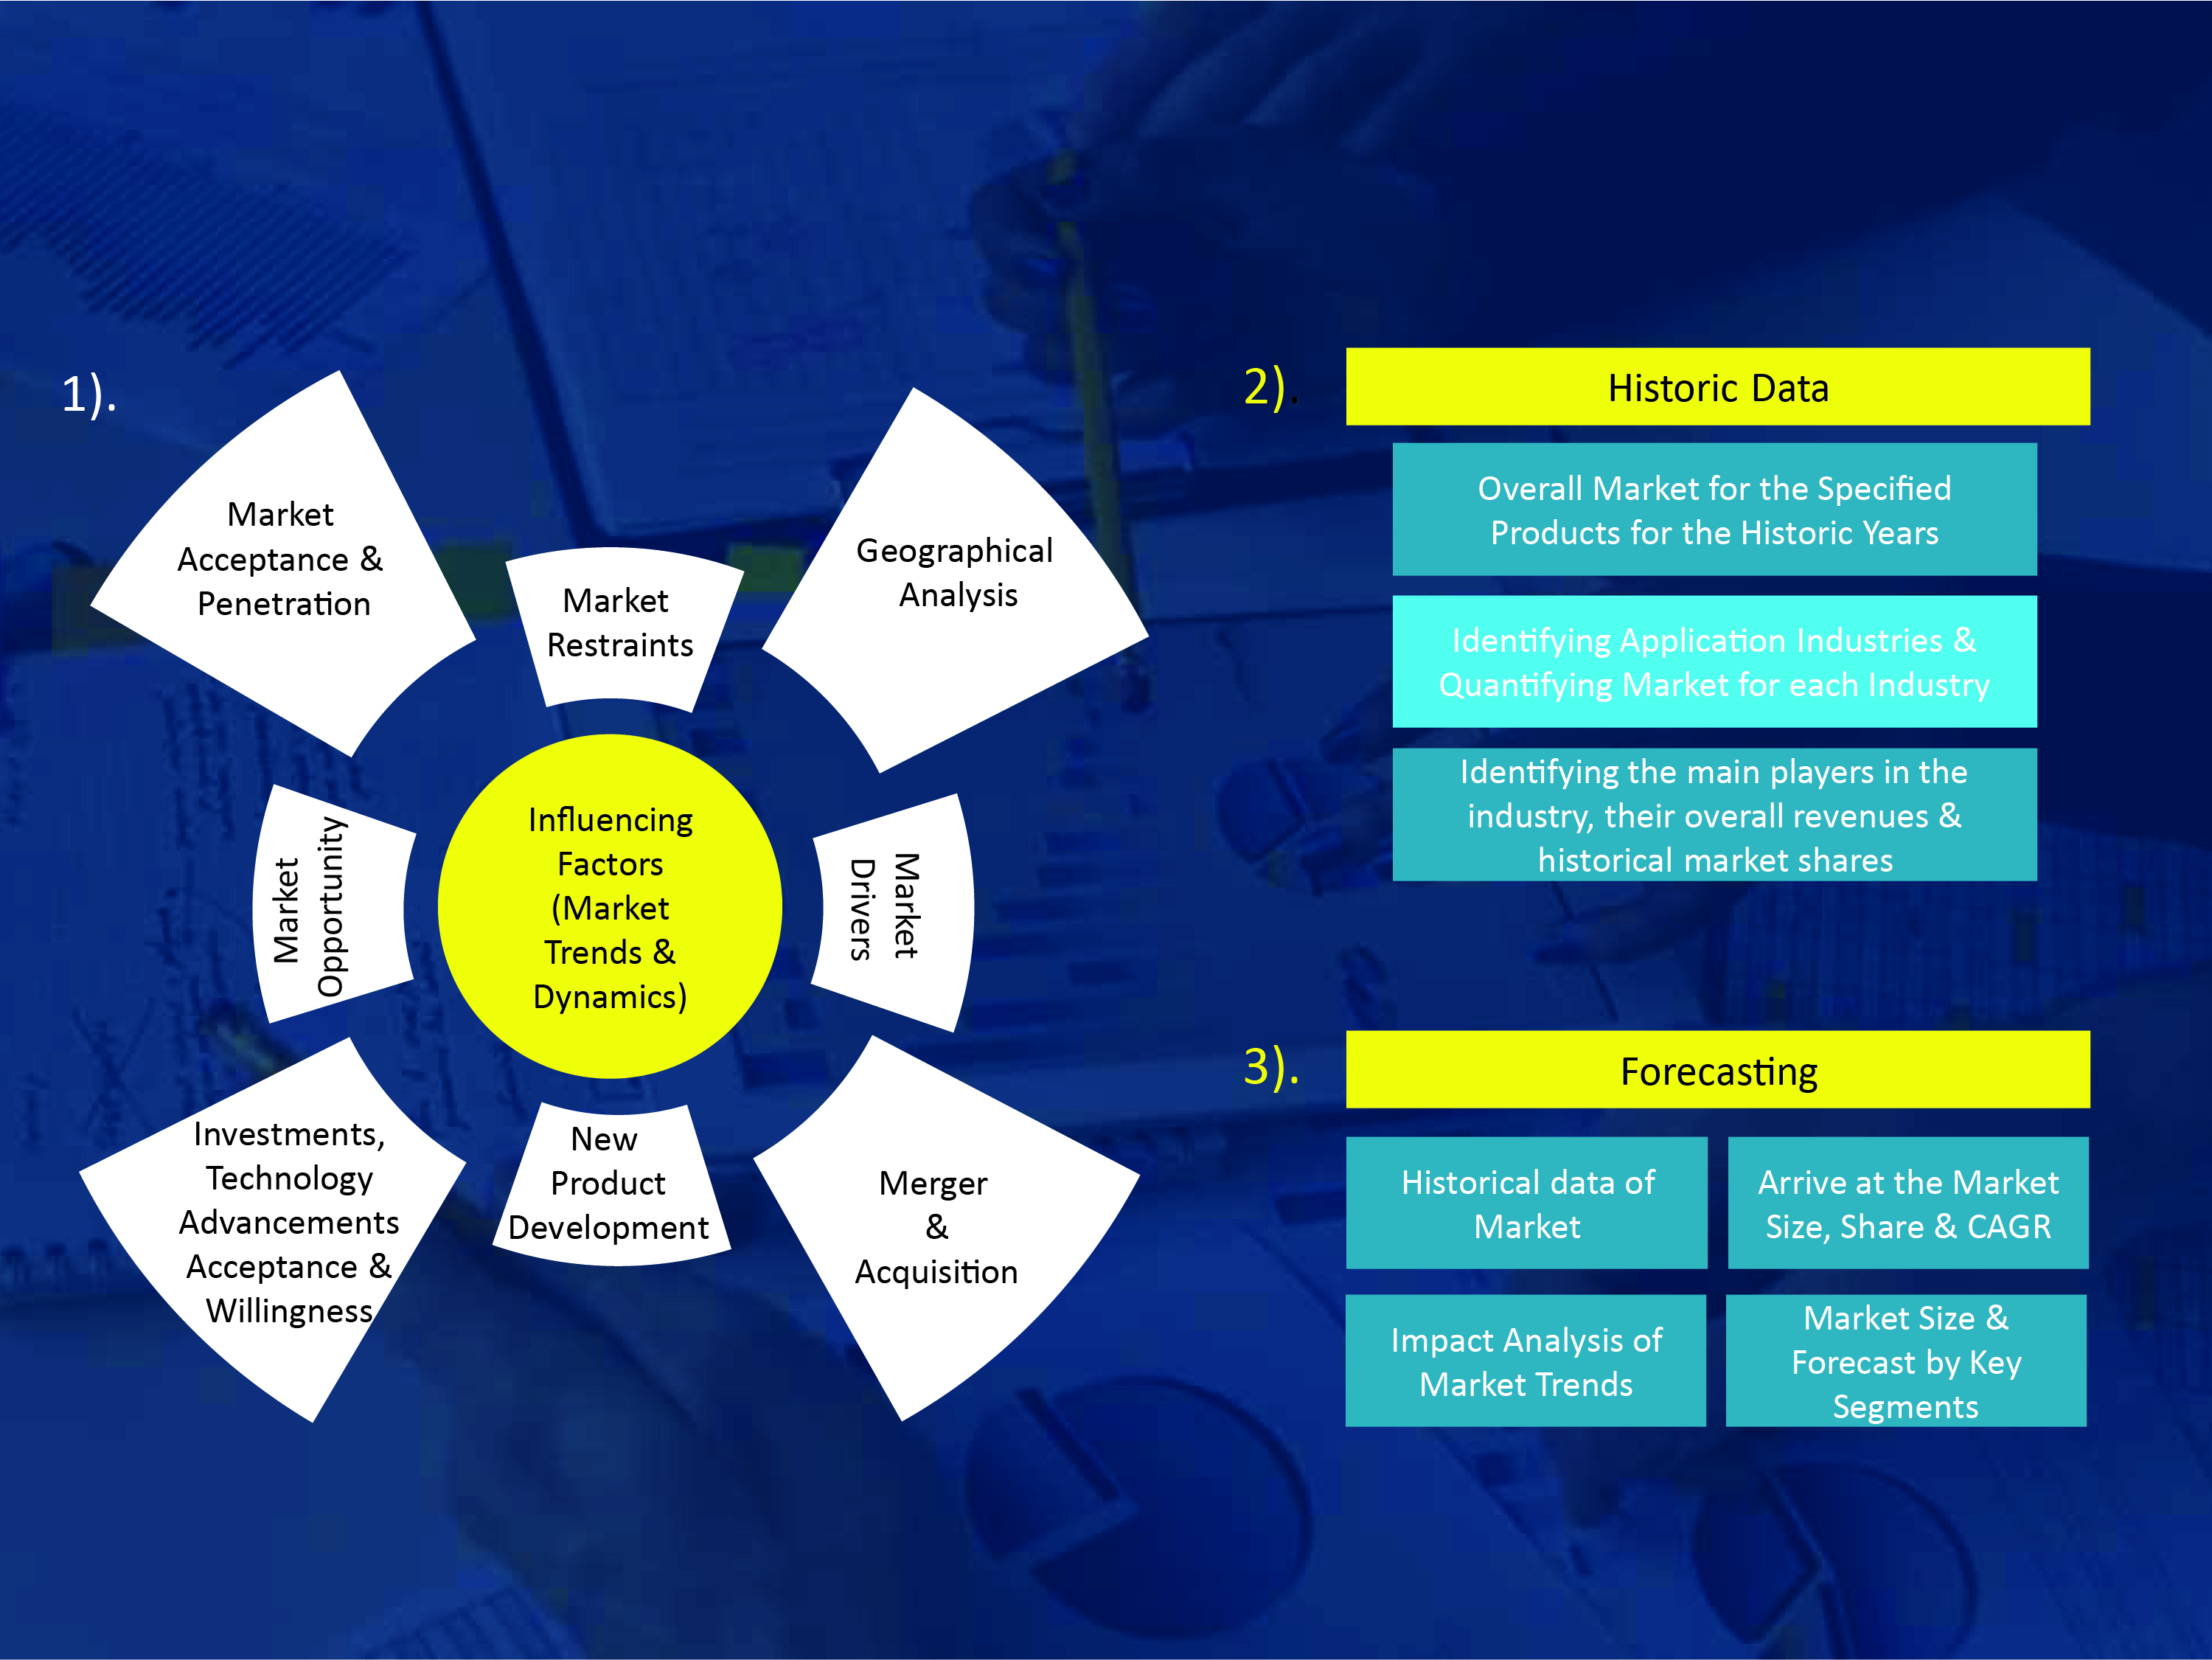 1).
Market
Acceptance &
Penetration
Market
Restraints
Geographical
Analysis
Market
Opportunity
Influencing
Factors
(Market
Trends &
Dynamics)
Market
Drivers
Investments,
Technology
Advancements
Acceptance &
Willingness
New
Product
Development
Merger
&
Acquisition
2).
Historic Data
Overall Market for the Specified
Products for the Historic Years
Identifying Application Industries &
Quantifying Market for each Industry
Identifying the main players in the
industry, their overall revenues &
historical market shares
3).
Forecasting
Historical data of
Market
Arrive at the Market
Size, Share & CAGR
Impact Analysis of
Market Trends
Market Size &
Forecast by Key
Segments